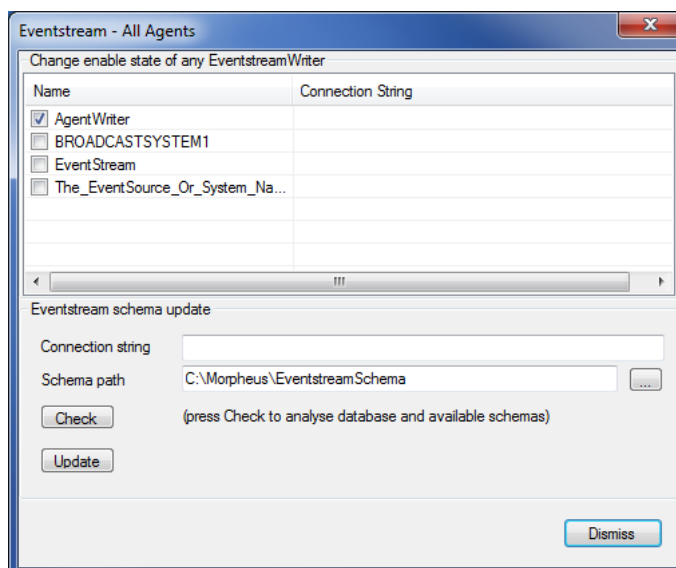 Eventstream - All Agents
Change enable state of any EventstreamWriter
Name Connection String
AgentWriter
BROADCASTSYSTEM1
EventStream
The_EventSource_Or_System_Na...
Eventstream schema update
Connection string
Schema path C:\Morpheus\EventstreamSchema ...
Check (press Check to analyse database and available schemas)
Update
Dismiss